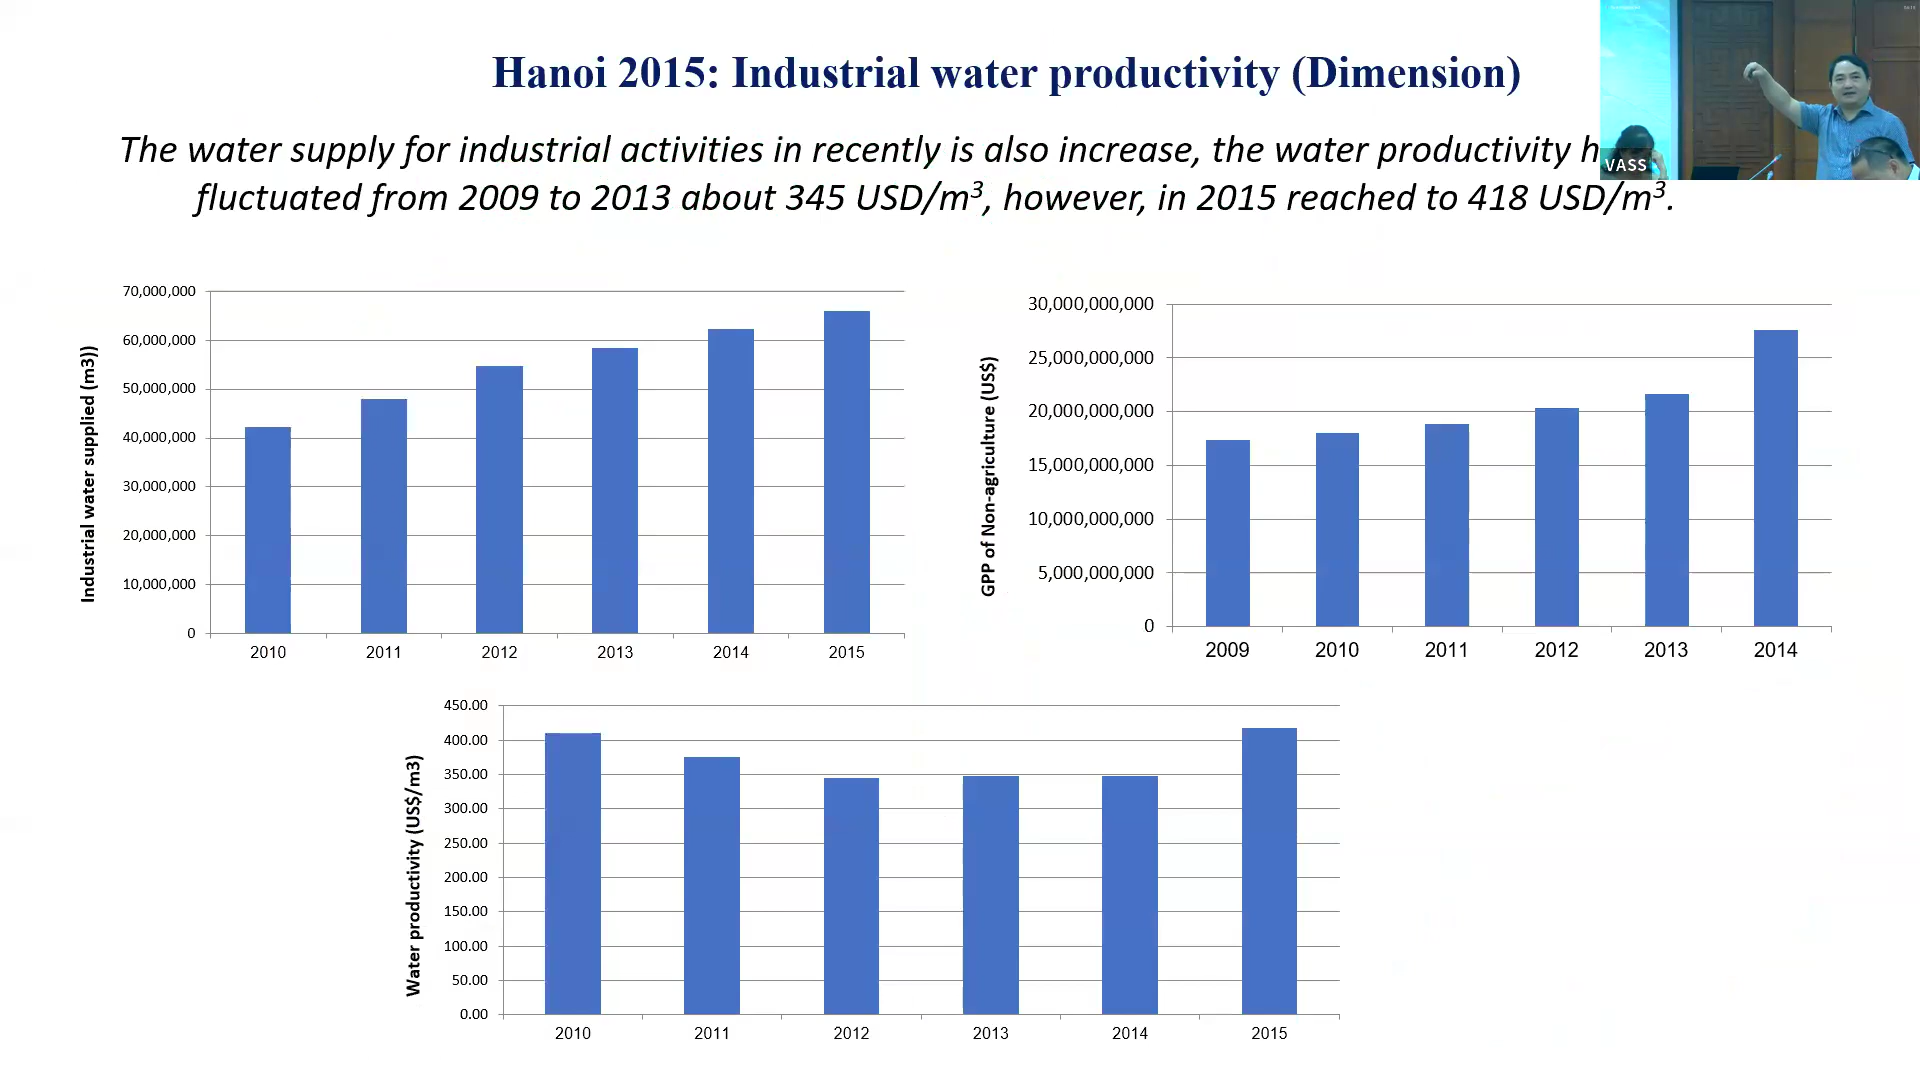 Hanoi 2015: Industrial water productivity (Dimension)
The water supply for industrial activities in recently is also increase, the water productivity h
VASS
fluctuated from 2009 to 2013 about 345 USD/m³, however, in 2015 reached to 418 USD/m³.
Industrial water supplied (m3))
70,000,000
60,000,000
50,000,000
40,000,000
30,000,000
20,000,000
10,000,000
0
2010 2011 2012 2013 2014 2015
GPP of Non-agriculture (US$)
30,000,000,000
25,000,000,000
20,000,000,000
15,000,000,000
10,000,000,000
5,000,000,000
0
2009 2010 2011 2012 2013 2014
Water productivity (US$/m3)
450.00
400.00
350.00
300.00
250.00
200.00
150.00
100.00
50.00
0.00
2010 2011 2012 2013 2014 2015